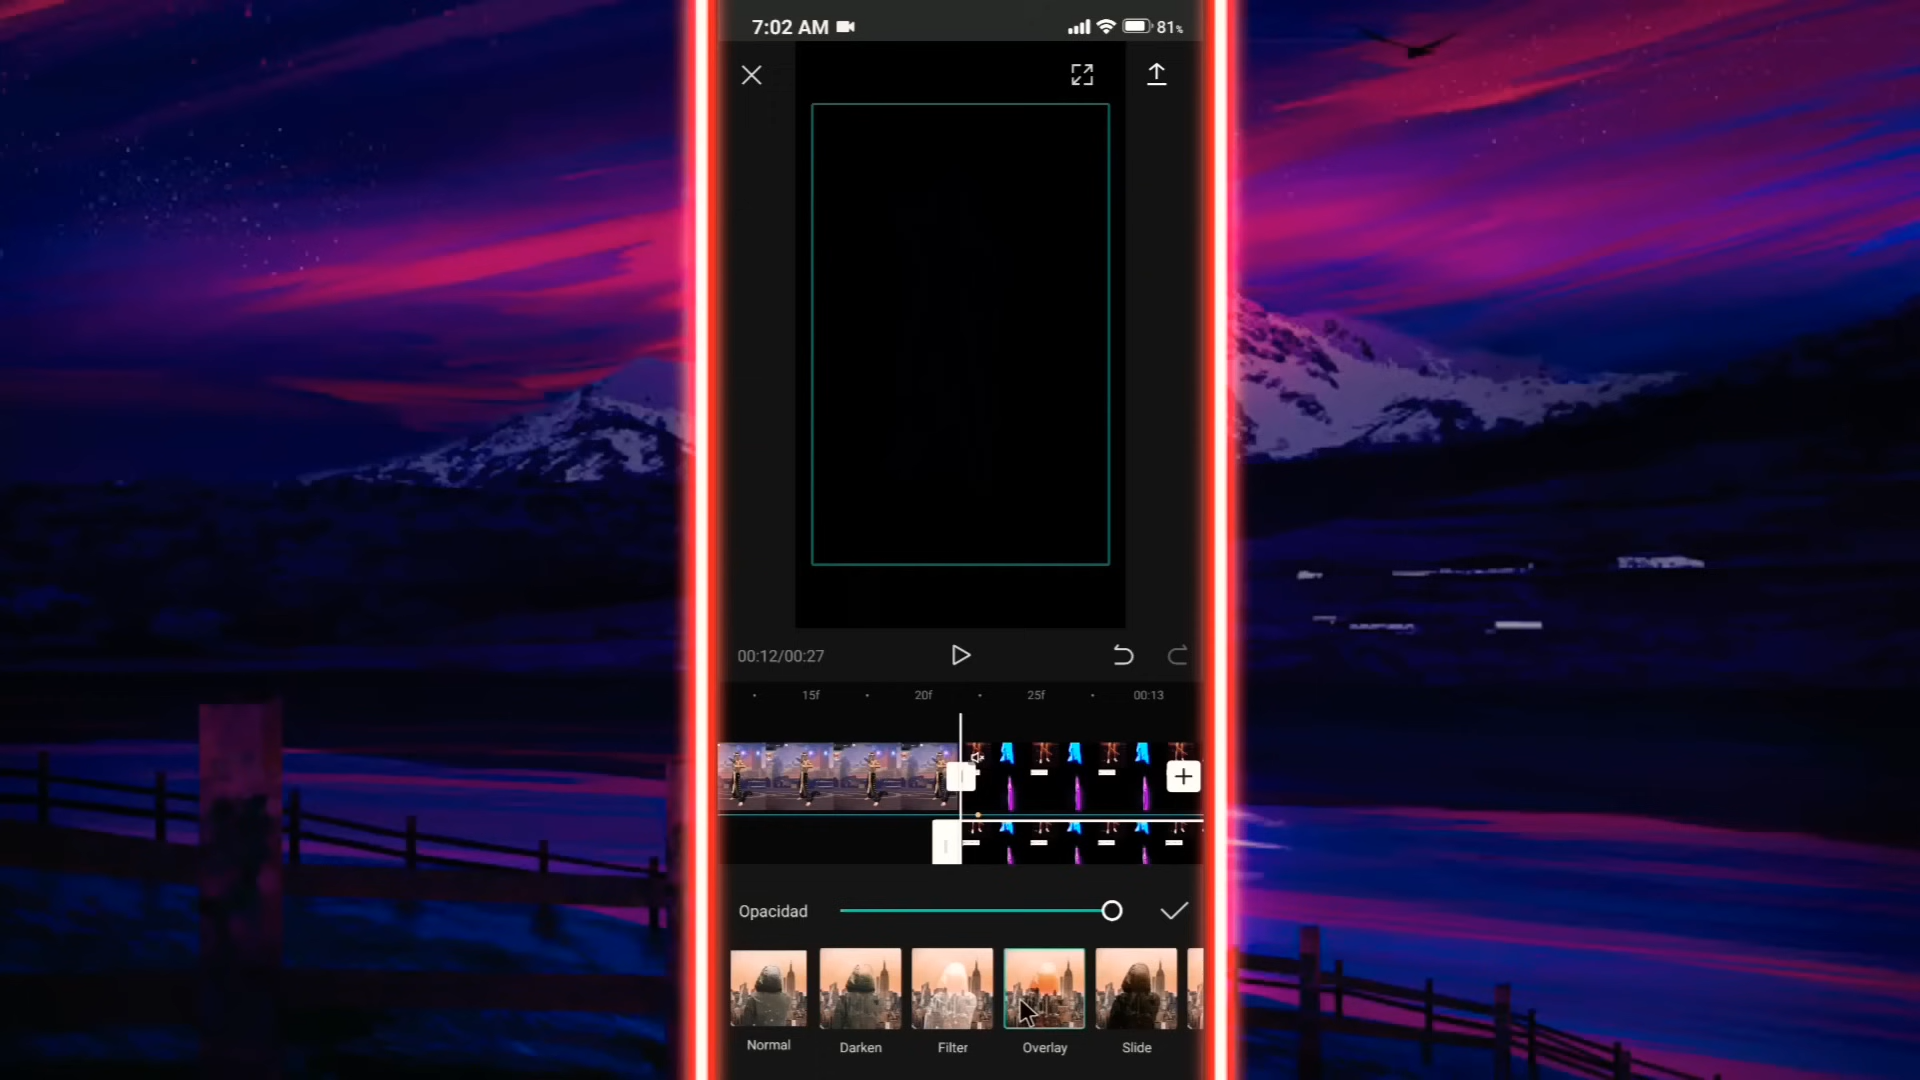 7:02 AM 81%
00:12/00:27
15f 20f 25f 00:13
Opacidad
Normal Darken Filter Overlay Slide